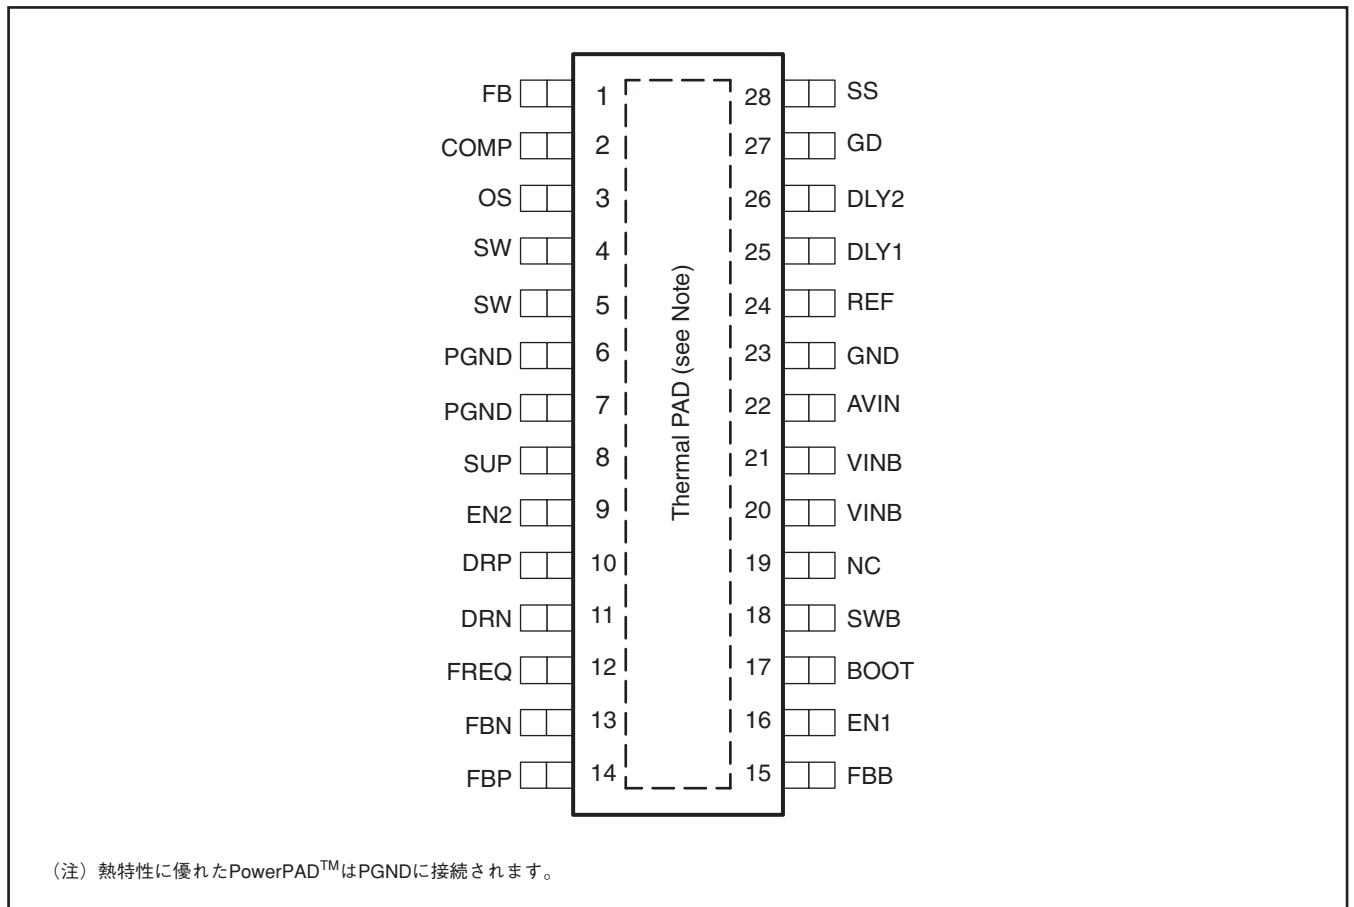 FB 1 28 SS
COMP 2 27 GD
OS 3 26 DLY2
SW 4 25 DLY1
SW 5 24 REF
PGND 6 23 GND
PGND 7 22 AVIN
SUP 8 21 VINB
EN2 9 20 VINB
DRP 10 19 NC
DRN 11 18 SWB
FREQ 12 17 BOOT
FBN 13 16 EN1
FBP 14 15 FBB
Thermal PAD (see Note)
（注）熱特性に優れたPowerPAD™はPGNDに接続されます。